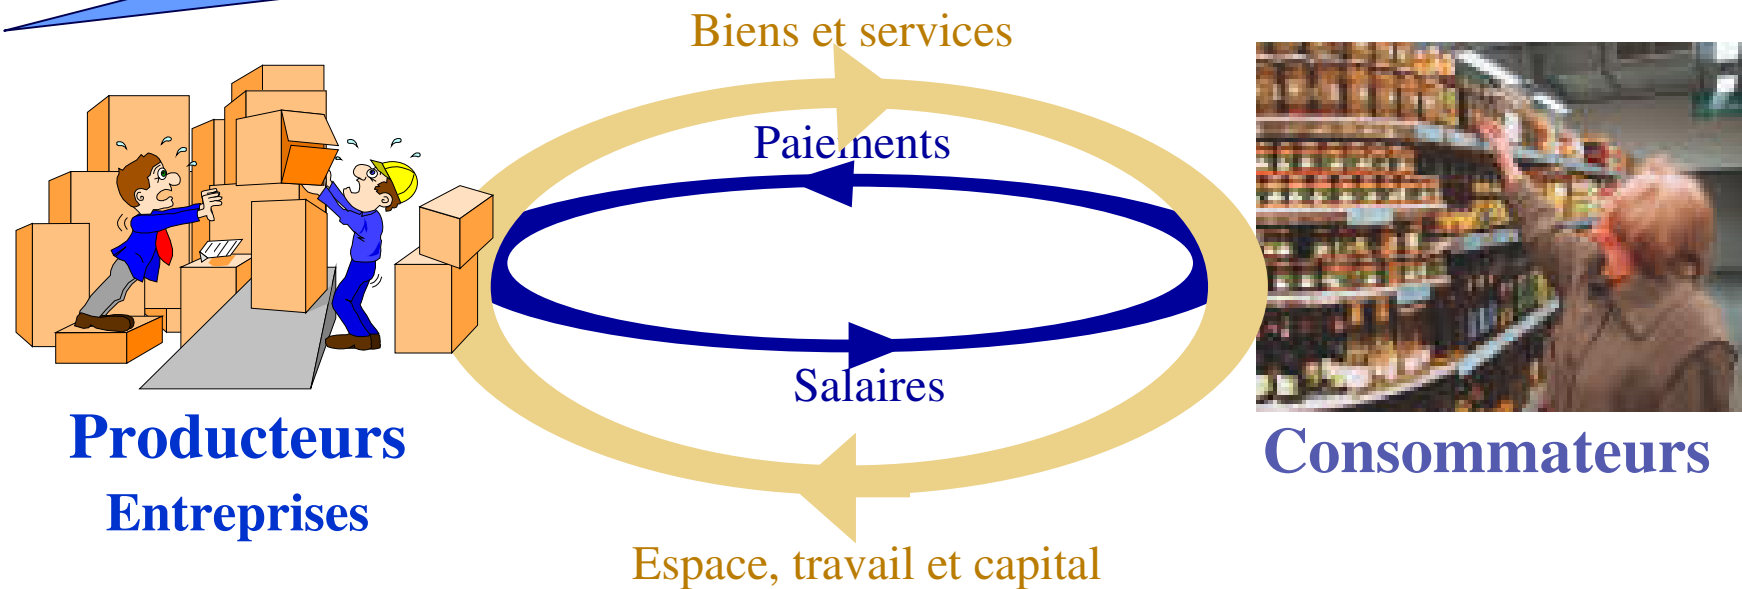 Biens et services
Paiements
Salaires
Producteurs
Entreprises
Consommateurs
Espace, travail et capital